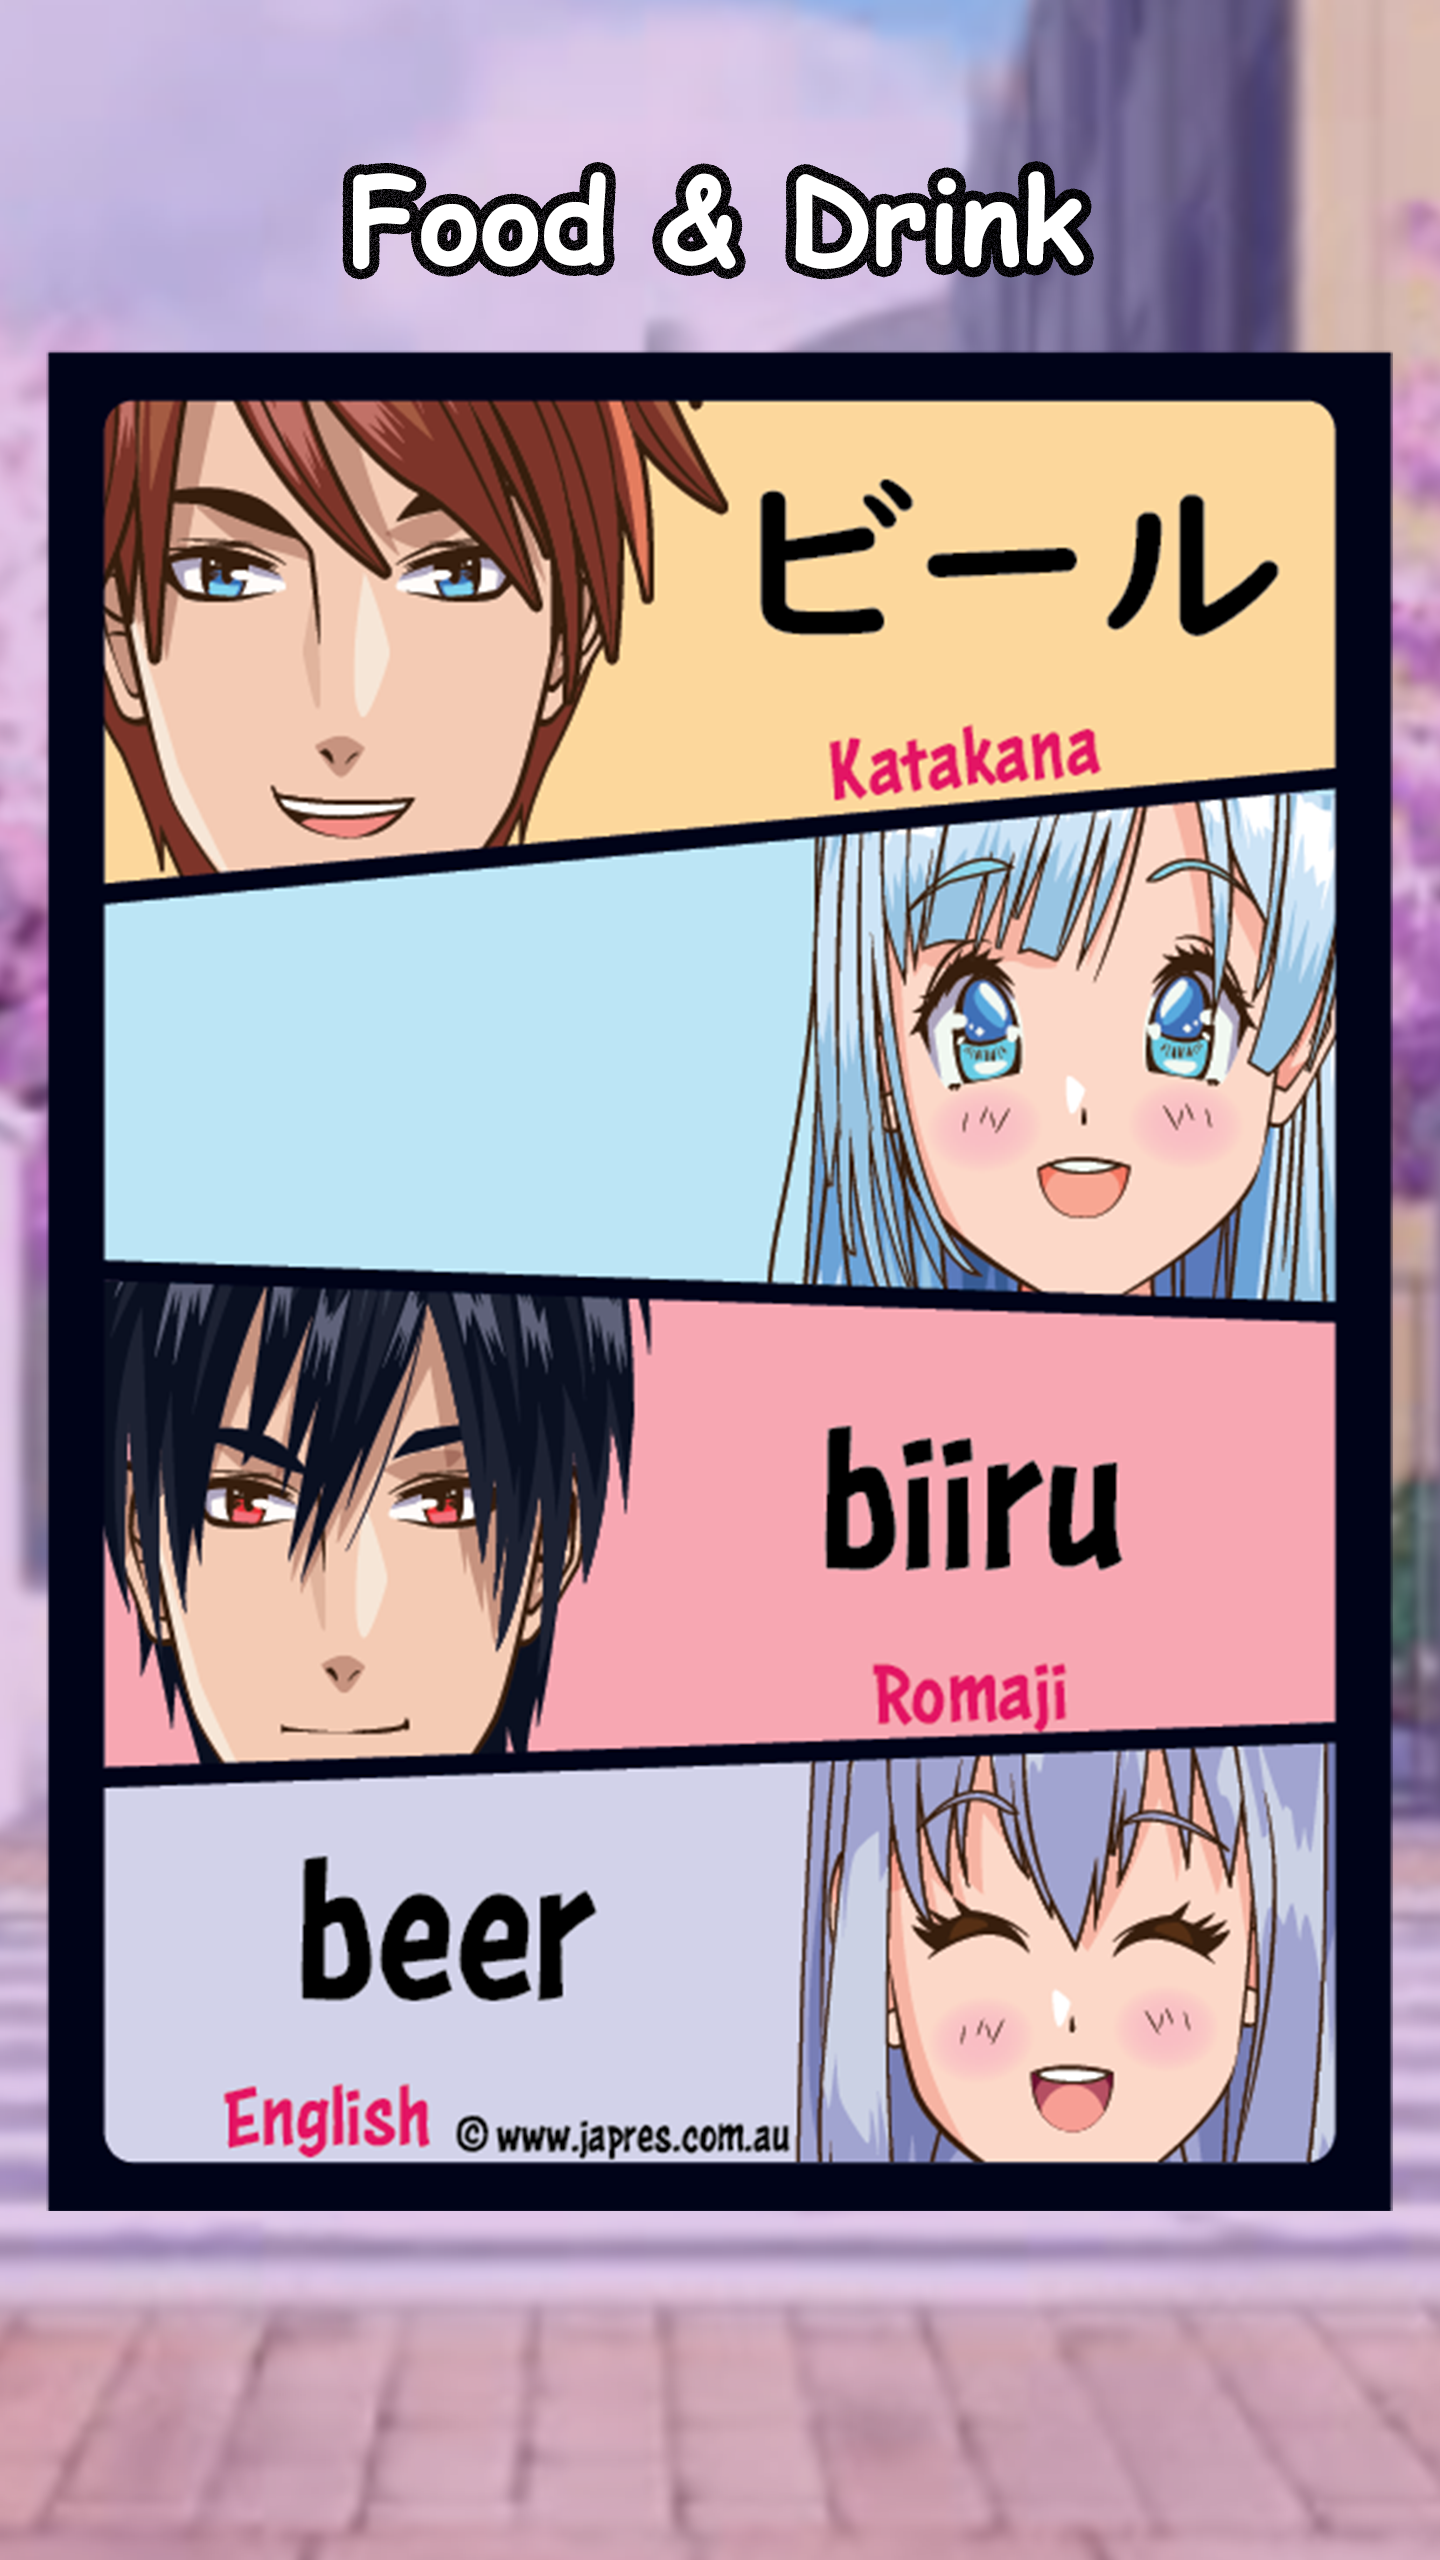 Food & Drink
ビール
Katakana
biiru
Romaji
beer
English
© www.japres.com.au